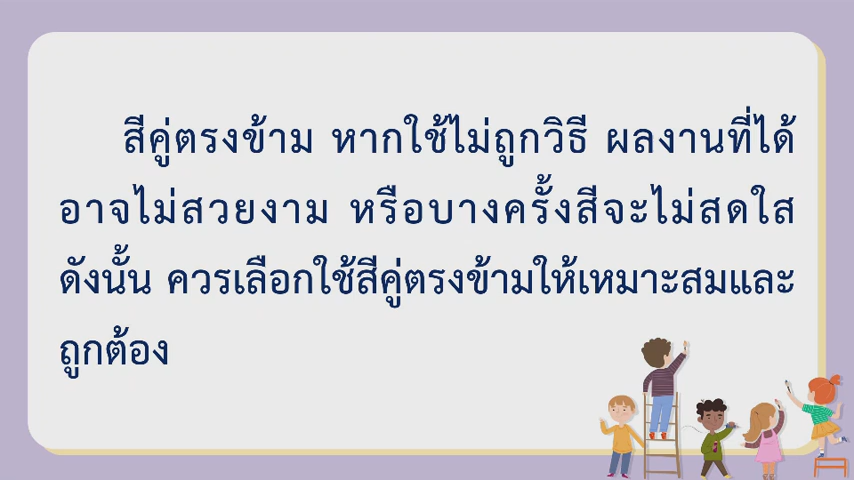 สีคู่ตรงข้าม หากใช้ไม่ถูกวิธี ผลงานที่ได้
อาจไม่สวยงาม หรือบางครั้งสีจะไม่สดใส
ดังนั้น ควรเลือกใช้สีคู่ตรงข้ามให้เหมาะสมและ
ถูกต้อง